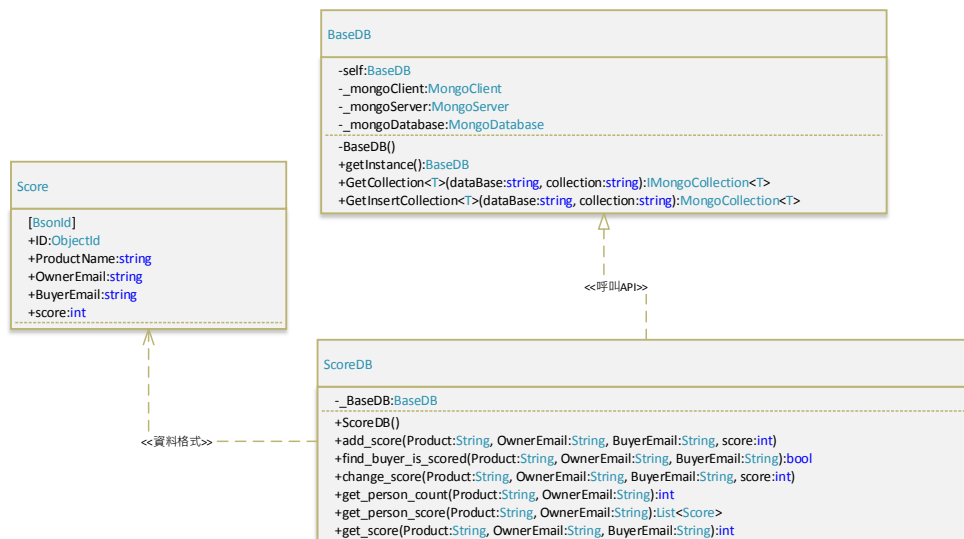 BaseDB
-self:BaseDB
-_mongoClient:MongoClient
-_mongoServer:MongoServer
-_mongoDatabase:MongoDatabase
-BaseDB()
+getInstance():BaseDB
+GetCollection<T>(dataBase:string, collection:string):IMongoCollection<T>
+GetInsertCollection<T>(dataBase:string, collection:string):MongoCollection<T>
Score
[BsonId]
+ID:ObjectId
+ProductName:string
+OwnerEmail:string
+BuyerEmail:string
+score:int
<<呼叫API>>
<<資料格式>>
ScoreDB
-_BaseDB:BaseDB
+ScoreDB()
+add_score(Product:String, OwnerEmail:String, BuyerEmail:String, score:int)
+find_buyer_is_scored(Product:String, OwnerEmail:String, BuyerEmail:String):bool
+change_score(Product:String, OwnerEmail:String, BuyerEmail:String, score:int)
+get_person_count(Product:String, OwnerEmail:String):int
+get_person_score(Product:String, OwnerEmail:String):List<Score>
+get_score(Product:String, OwnerEmail:String, BuyerEmail:String):int